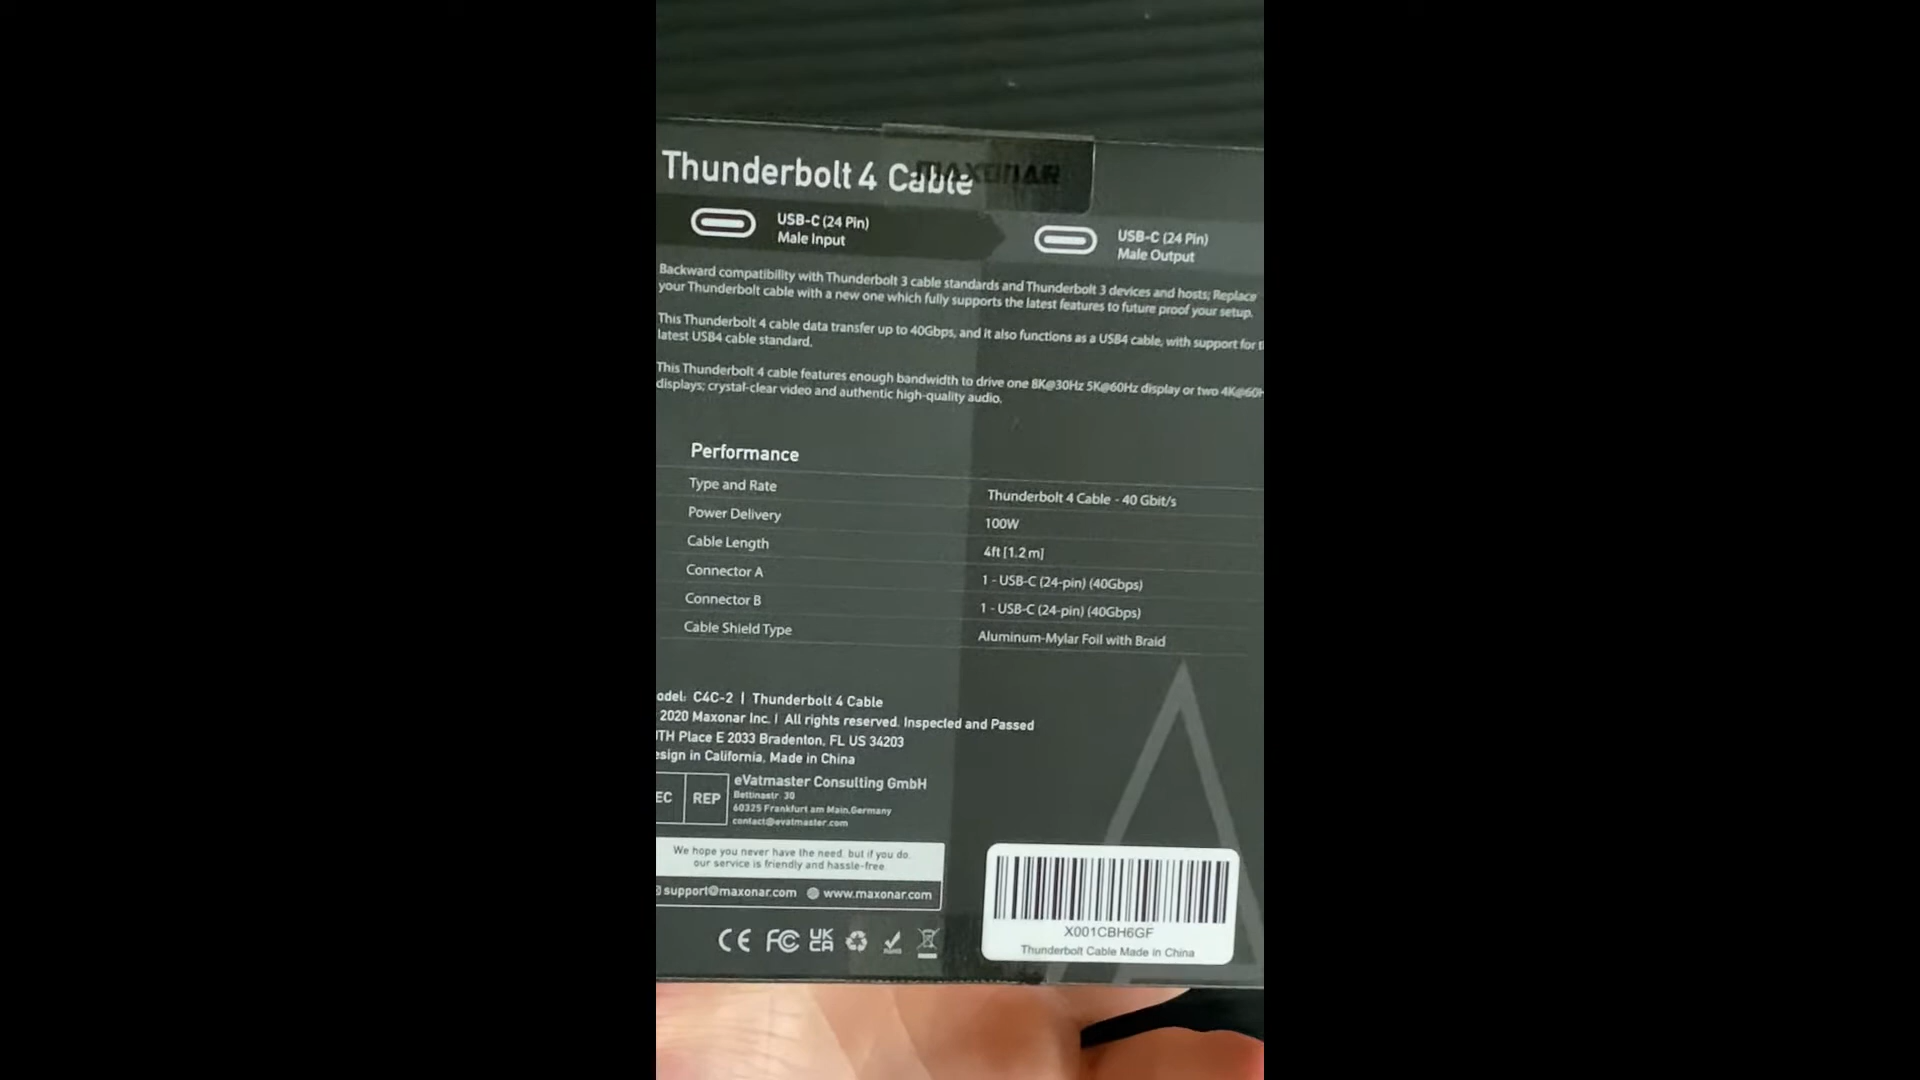 Thunderbolt 4 Cable
MAXONAR
USB-C (24 Pin)
Male Input
USB-C (24 Pin)
Male Output
Backward compatibility with Thunderbolt 3 cable standards and Thunderbolt 3 devices and hosts; Replace
your Thunderbolt cable with a new one which fully supports the latest features to future proof your setup.
This Thunderbolt 4 cable data transfer up to 40Gbps, and it also functions as a USB4 cable, with support for
latest USB4 cable standard.
This Thunderbolt 4 cable features enough bandwidth to drive one 8K@30Hz 5K@60Hz display or two 4K@60H
displays; crystal-clear video and authentic high-quality audio.
Performance
Type and Rate Thunderbolt 4 Cable - 40 Gbit/s
Power Delivery 100W
Cable Length 4ft [1.2 m]
Connector A 1 - USB-C (24-pin) (40Gbps)
Connector B 1 - USB-C (24-pin) (40Gbps)
Cable Shield Type Aluminum-Mylar Foil with Braid
odel: C4C-2 | Thunderbolt 4 Cable
2020 Maxonar Inc. | All rights reserved. Inspected and Passed
TH Place E 2033 Bradenton, FL US 34203
esign in California, Made in China
EC REP
eVatmaster Consulting GmbH
Bettinastr. 30
60325 Frankfurt am Main,Germany
contact@evatmaster.com
We hope you never have the need, but if you do,
our service is friendly and hassle-free.
support@maxonar.com www.maxonar.com
CE FC UK CA
X001CBH6GF
Thunderbolt Cable Made in China